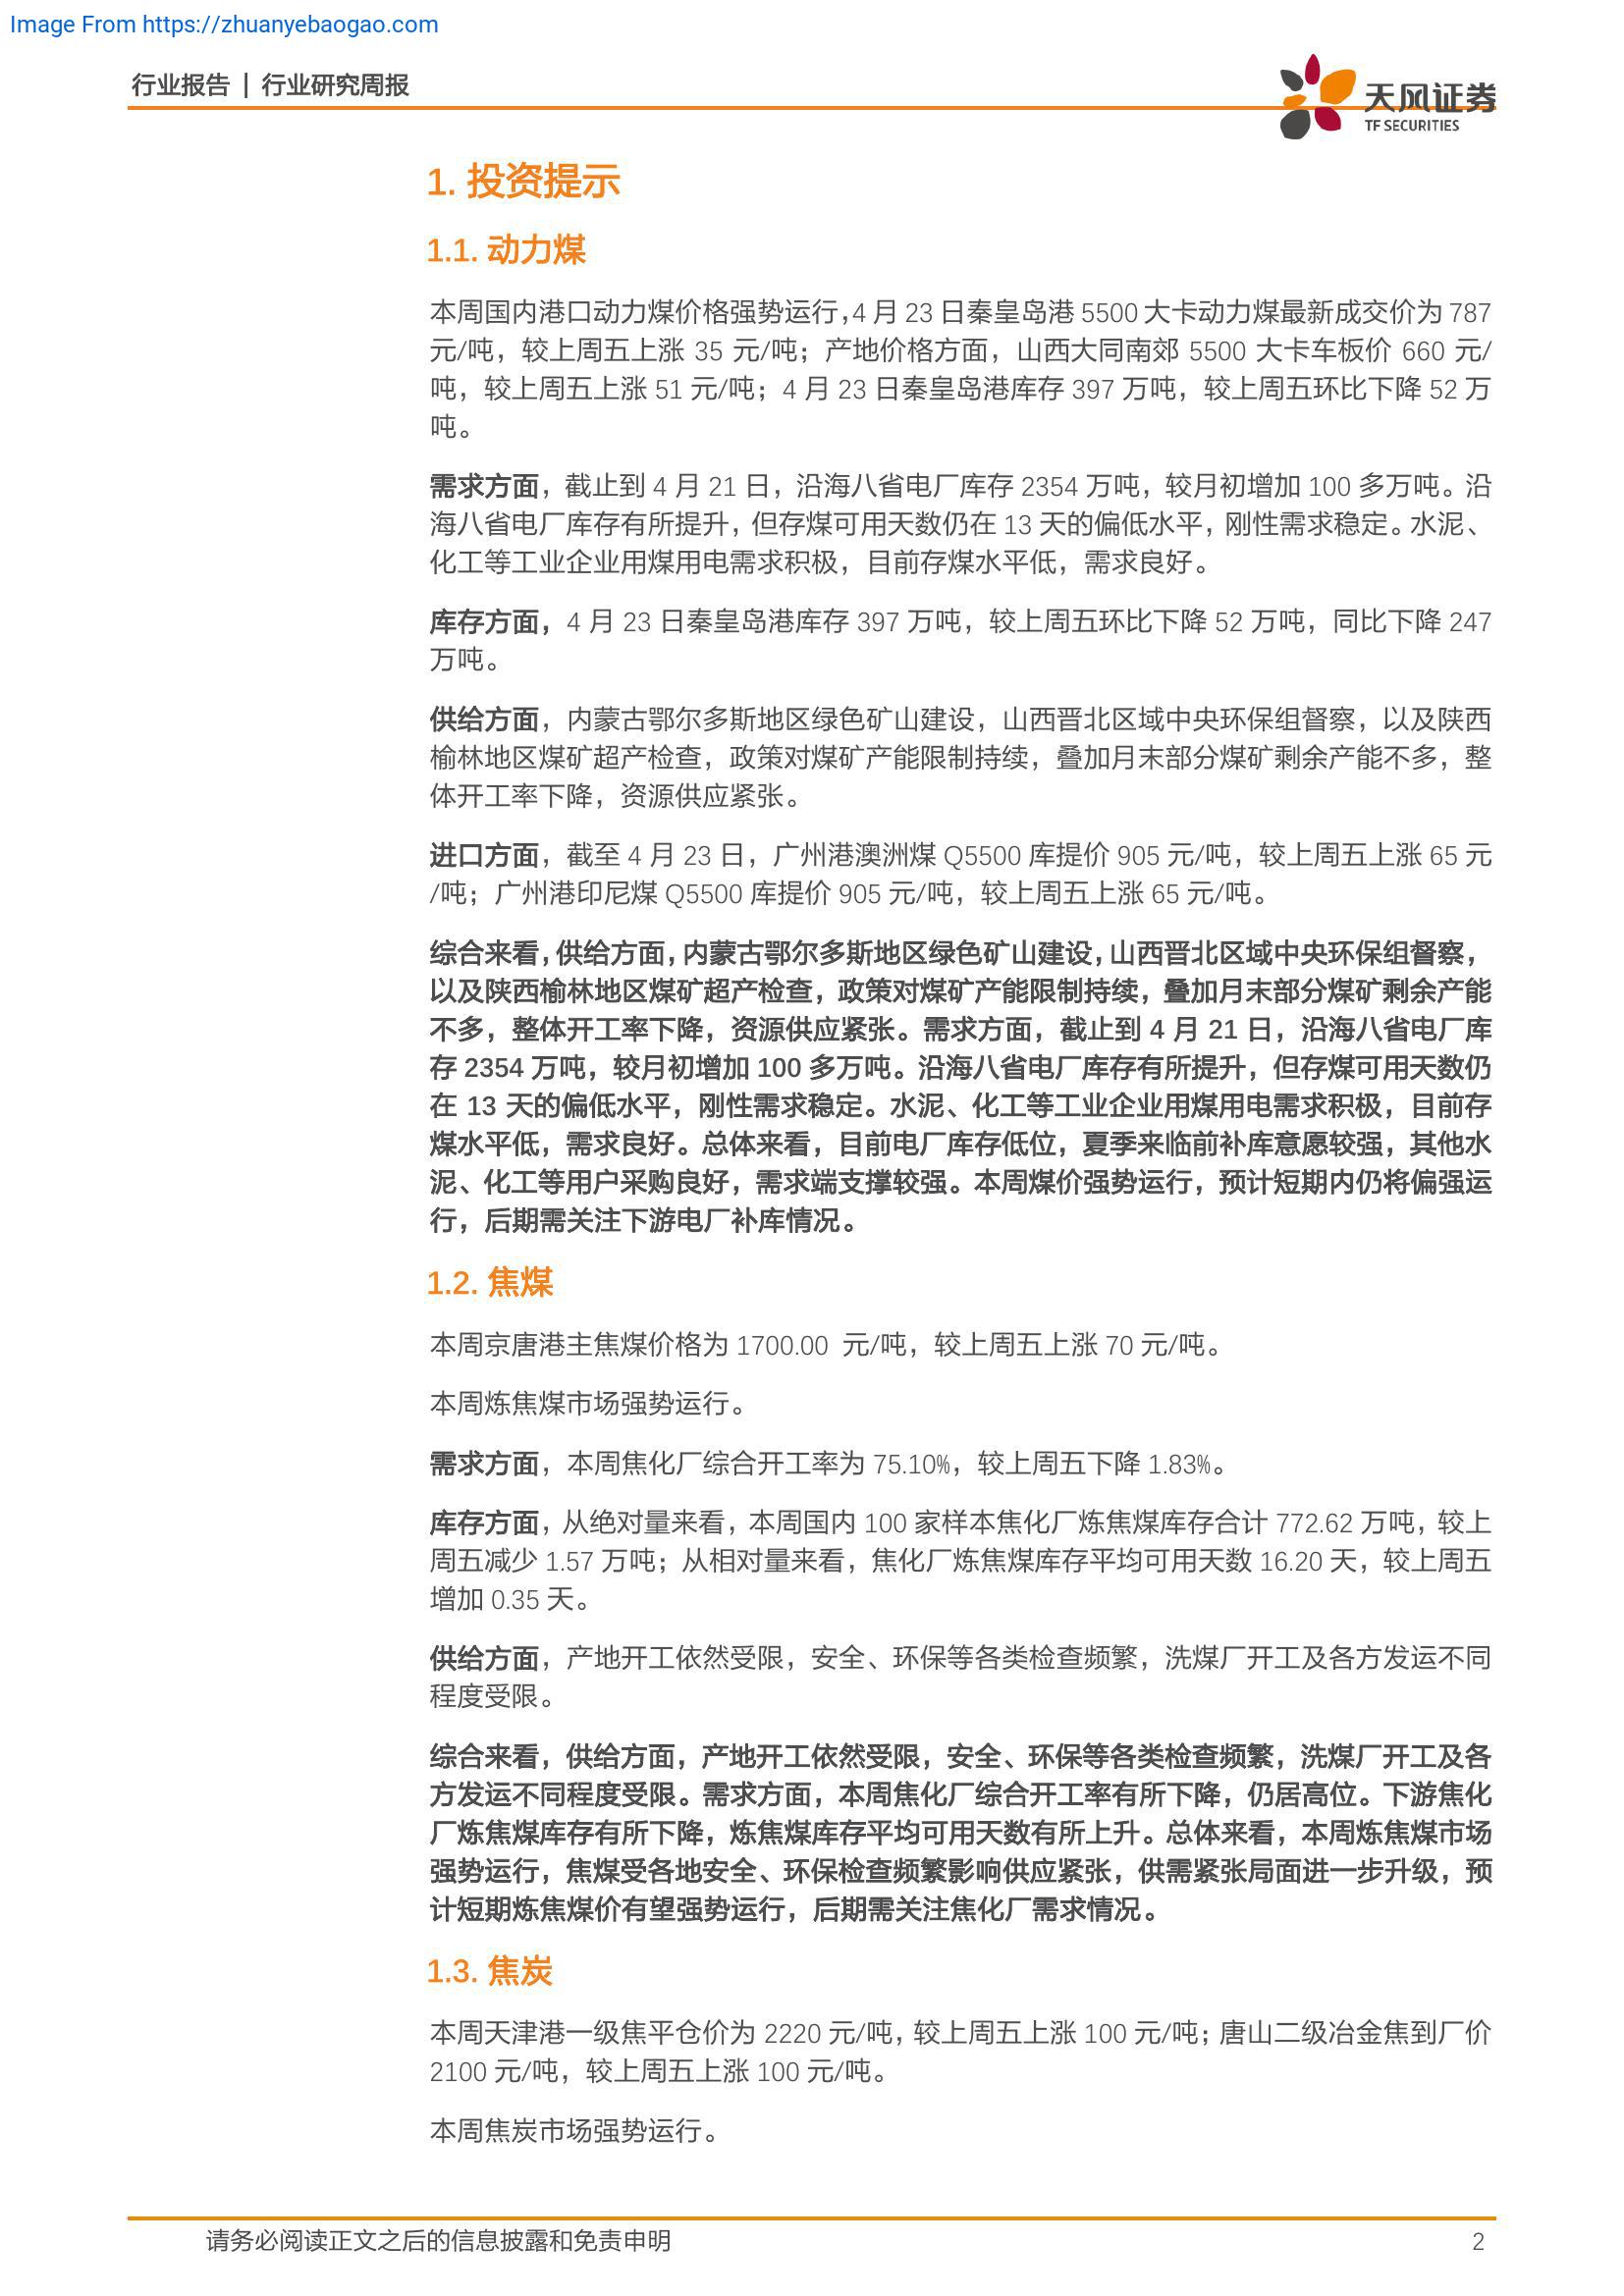 Image From https://zhuanyebaogao.com
行业报告 | 行业研究周报
天风证券
TF SECURITIES
1. 投资提示
1.1. 动力煤
本周国内港口动力煤价格强势运行，4 月 23 日秦皇岛港 5500 大卡动力煤最新成交价为 787
元/吨，较上周五上涨 35 元/吨；产地价格方面，山西大同南郊 5500 大卡车板价 660 元/
吨，较上周五上涨 51 元/吨；4 月 23 日秦皇岛港库存 397 万吨，较上周五环比下降 52 万
吨。
需求方面，截止到 4 月 21 日，沿海八省电厂库存 2354 万吨，较月初增加 100 多万吨。沿
海八省电厂库存有所提升，但存煤可用天数仍在 13 天的偏低水平，刚性需求稳定。水泥、
化工等工业企业用煤用电需求积极，目前存煤水平低，需求良好。
库存方面，4 月 23 日秦皇岛港库存 397 万吨，较上周五环比下降 52 万吨，同比下降 247
万吨。
供给方面，内蒙古鄂尔多斯地区绿色矿山建设，山西晋北区域中央环保组督察，以及陕西
榆林地区煤矿超产检查，政策对煤矿产能限制持续，叠加月末部分煤矿剩余产能不多，整
体开工率下降，资源供应紧张。
进口方面，截至 4 月 23 日，广州港澳洲煤 Q5500 库提价 905 元/吨，较上周五上涨 65 元
/吨；广州港印尼煤 Q5500 库提价 905 元/吨，较上周五上涨 65 元/吨。
综合来看，供给方面，内蒙古鄂尔多斯地区绿色矿山建设，山西晋北区域中央环保组督察，
以及陕西榆林地区煤矿超产检查，政策对煤矿产能限制持续，叠加月末部分煤矿剩余产能
不多，整体开工率下降，资源供应紧张。需求方面，截止到 4 月 21 日，沿海八省电厂库
存 2354 万吨，较月初增加 100 多万吨。沿海八省电厂库存有所提升，但存煤可用天数仍
在 13 天的偏低水平，刚性需求稳定。水泥、化工等工业企业用煤用电需求积极，目前存
煤水平低，需求良好。总体来看，目前电厂库存低位，夏季来临前补库意愿较强，其他水
泥、化工等用户采购良好，需求端支撑较强。本周煤价强势运行，预计短期内仍将偏强运
行，后期需关注下游电厂补库情况。
1.2. 焦煤
本周京唐港主焦煤价格为 1700.00 元/吨，较上周五上涨 70 元/吨。
本周炼焦煤市场强势运行。
需求方面，本周焦化厂综合开工率为 75.10%，较上周五下降 1.83%。
库存方面，从绝对量来看，本周国内 100 家样本焦化厂炼焦煤库存合计 772.62 万吨，较上
周五减少 1.57 万吨；从相对量来看，焦化厂炼焦煤库存平均可用天数 16.20 天，较上周五
增加 0.35 天。
供给方面，产地开工依然受限，安全、环保等各类检查频繁，洗煤厂开工及各方发运不同
程度受限。
综合来看，供给方面，产地开工依然受限，安全、环保等各类检查频繁，洗煤厂开工及各
方发运不同程度受限。需求方面，本周焦化厂综合开工率有所下降，仍居高位。下游焦化
厂炼焦煤库存有所下降，炼焦煤库存平均可用天数有所上升。总体来看，本周炼焦煤市场
强势运行，焦煤受各地安全、环保检查频繁影响供应紧张，供需紧张局面进一步升级，预
计短期炼焦煤价有望强势运行，后期需关注焦化厂需求情况。
1.3. 焦炭
本周天津港一级焦平仓价为 2220 元/吨，较上周五上涨 100 元/吨；唐山二级冶金焦到厂价
2100 元/吨，较上周五上涨 100 元/吨。
本周焦炭市场强势运行。
请务必阅读正文之后的信息披露和免责申明
2